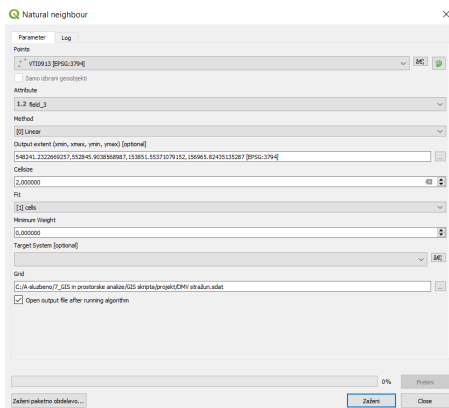 Natural neighbour
Parameter
Log
Points
VTI0913 [EPSG:3794]
Samo izbrani geoobjekti
Attribute
1.2 field_3
Method
[0] Linear
Output extent (xmin, xmax, ymin, ymax) [optional]
548241.2322669257,552845.9038568987,153851.55371079152,156965.82435135287 [EPSG:3794]
...
Cellsize
2,000000
Fit
[1] cells
Minimum Weight
0,000000
Target System [optional]
Grid
C:/A-sluzbeno/7_GIS in prostorske analize/GIS skripta/projekt/DMV stražun.sdat
...
Open output file after running algorithm
0%
Prekini
Zaženi paketno obdelavo...
Zaženi
Close